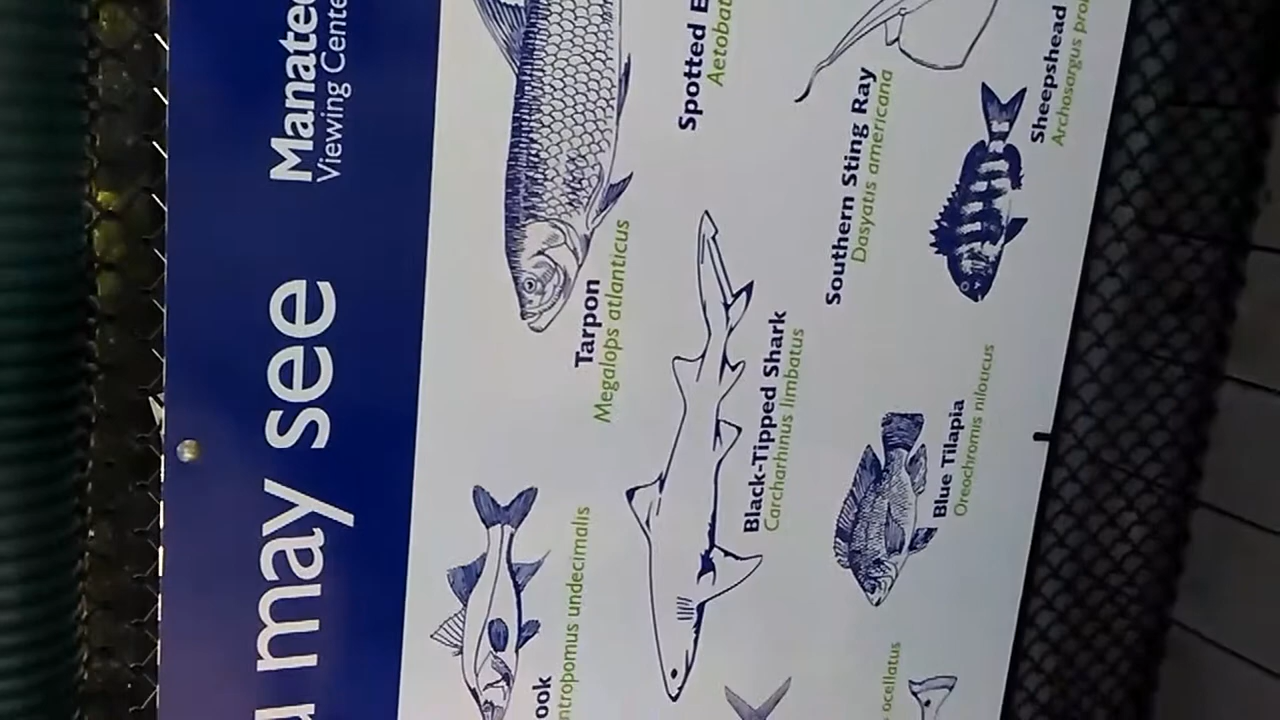 may see
Manatee
Viewing Cente
ook
ntropomus undecimalis
Tarpon
Megalops atlanticus
Spotted E
Aetobat
Black-Tipped Shark
Carcharhinus limbatus
Southern Sting Ray
Dasyatis americana
ocellatus
Blue Tilapia
Oreochromis niloticus
Sheepshead
Archosargus pro